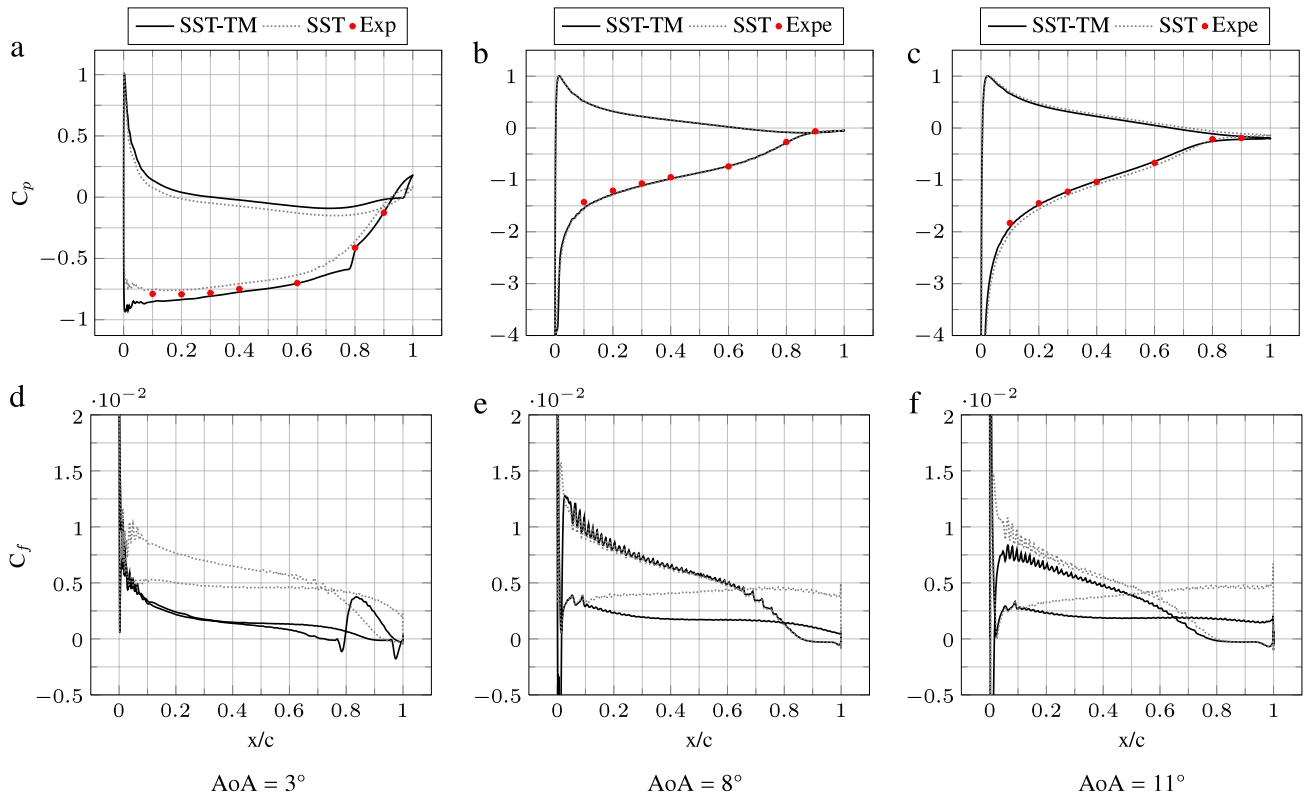 SST-TM SST Exp
SST-TM SST Expe
SST-TM SST Expe
a
1
0.5
0
−0.5
−1
C_p
0 0.2 0.4 0.6 0.8 1
b
1
0
−1
−2
−3
−4
0 0.2 0.4 0.6 0.8 1
c
1
0
−1
−2
−3
−4
0 0.2 0.4 0.6 0.8 1
d
·10⁻²
2
1.5
1
0.5
0
−0.5
C_f
0 0.2 0.4 0.6 0.8 1
x/c
AoA = 3°
e
·10⁻²
2
1.5
1
0.5
0
−0.5
0 0.2 0.4 0.6 0.8 1
x/c
AoA = 8°
f
·10⁻²
2
1.5
1
0.5
0
−0.5
0 0.2 0.4 0.6 0.8 1
x/c
AoA = 11°